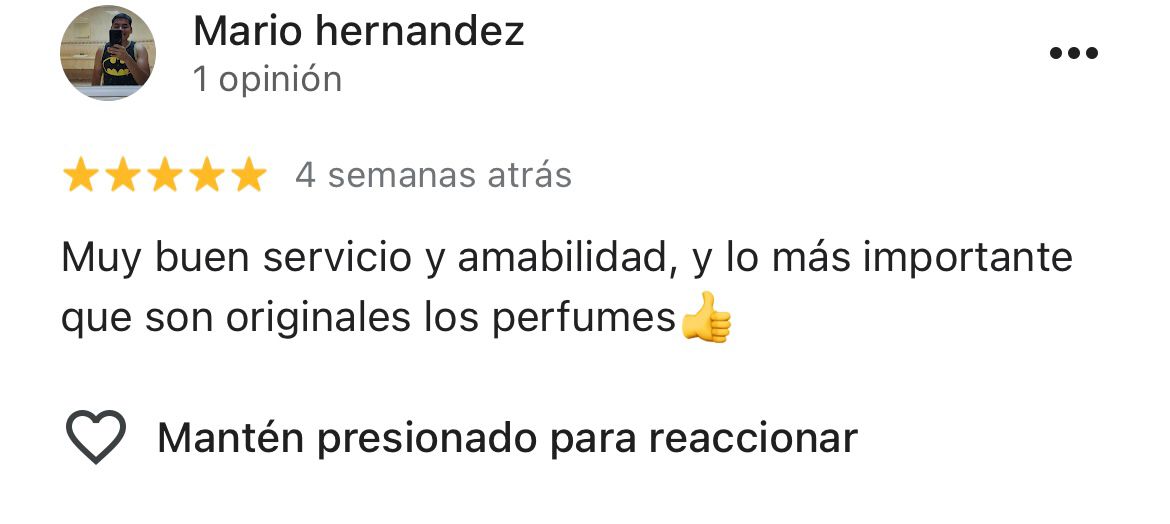 Mario hernandez
1 opinión
4 semanas atrás
Muy buen servicio y amabilidad, y lo más importante
que son originales los perfumes👍
Mantén presionado para reaccionar